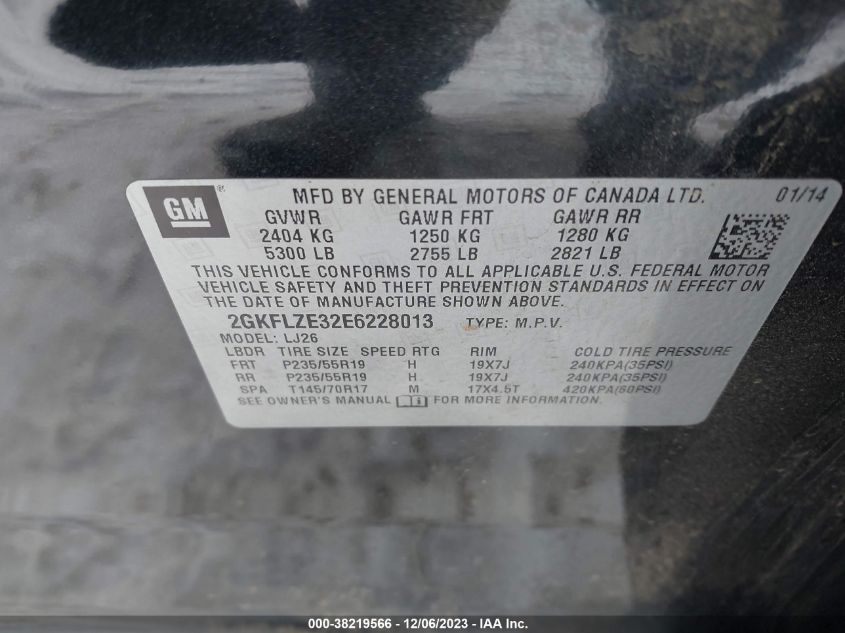 GM ® MFD BY GENERAL MOTORS OF CANADA LTD. 01/14
GVWR GAWR FRT GAWR RR
2404 KG 1250 KG 1280 KG
5300 LB 2755 LB 2821 LB
THIS VEHICLE CONFORMS TO ALL APPLICABLE U.S. FEDERAL MOTOR
VEHICLE SAFETY AND THEFT PREVENTION STANDARDS IN EFFECT ON
THE DATE OF MANUFACTURE SHOWN ABOVE.
2GKFLZE32E6228013 TYPE: M.P.V.
MODEL: LJ26
LBDR TIRE SIZE SPEED RTG RIM COLD TIRE PRESSURE
FRT P235/55R19 H 19X7J 240KPA(35PSI)
RR P235/55R19 H 19X7J 240KPA(35PSI)
SPA T145/70R17 M 17X4.5T 420KPA(60PSI)
SEE OWNER'S MANUAL FOR MORE INFORMATION.
000-38219566 - 12/06/2023 - IAA Inc.